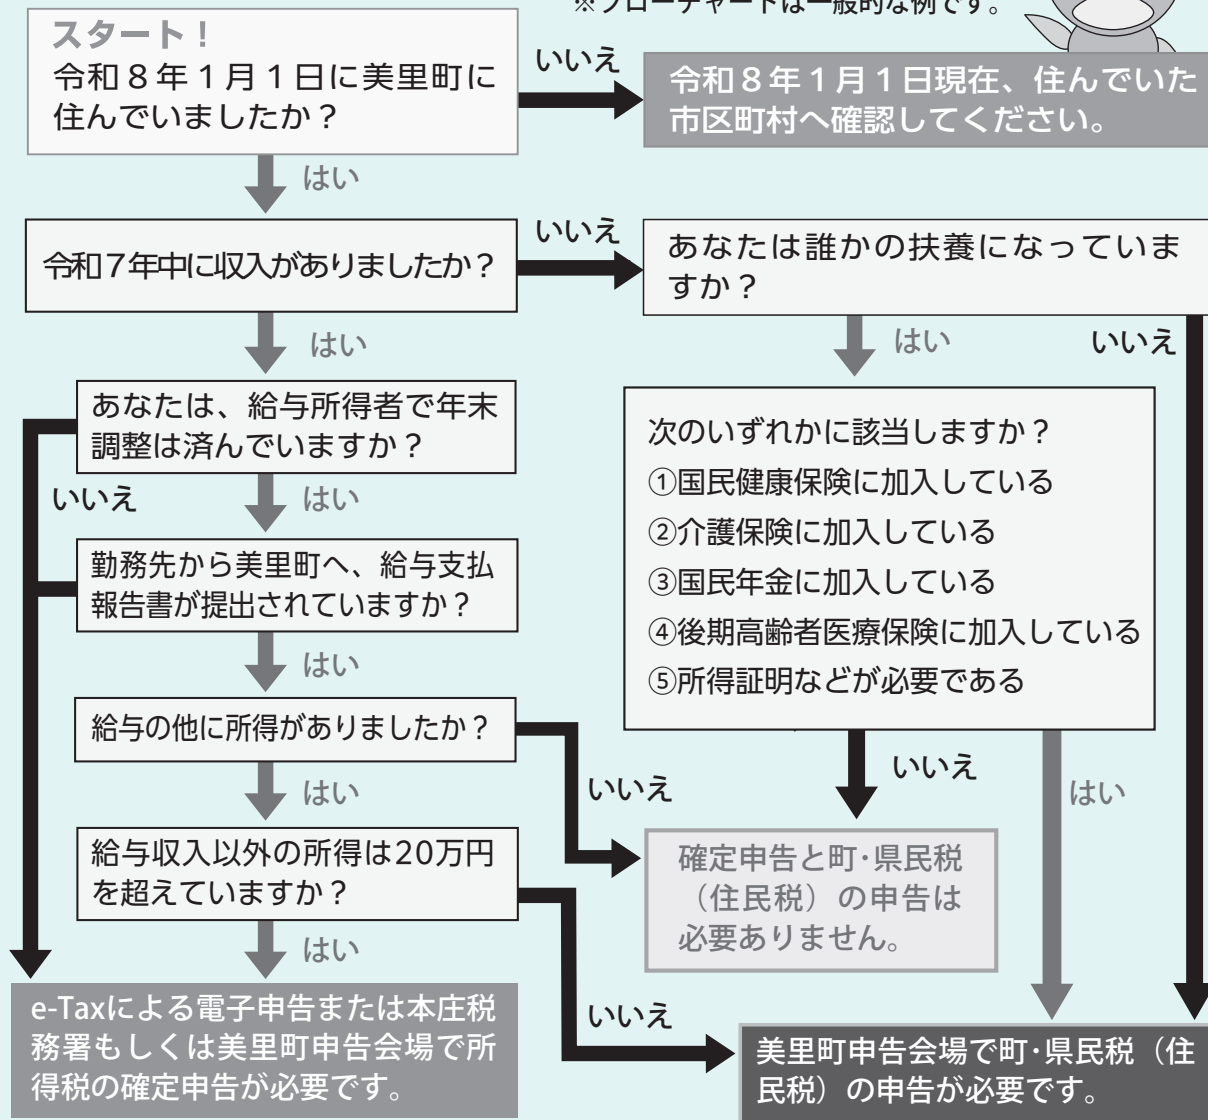 ※フローチャートは一般的な例です。
スタート！
令和８年１月１日に美里町に
住んでいましたか？
いいえ
令和８年１月１日現在、住んでいた
市区町村へ確認してください。
はい
令和７年中に収入がありましたか？
いいえ
あなたは誰かの扶養になっていま
すか？
はい
はい
いいえ
あなたは、給与所得者で年末
調整は済んでいますか？
いいえ
はい
次のいずれかに該当しますか？
①国民健康保険に加入している
②介護保険に加入している
③国民年金に加入している
④後期高齢者医療保険に加入している
⑤所得証明などが必要である
勤務先から美里町へ、給与支払
報告書が提出されていますか？
はい
給与の他に所得がありましたか？
はい
いいえ
いいえ
はい
給与収入以外の所得は20万円
を超えていますか？
確定申告と町･県民税
（住民税）の申告は
必要ありません。
はい
いいえ
e-Taxによる電子申告または本庄税
務署もしくは美里町申告会場で所
得税の確定申告が必要です。
美里町申告会場で町･県民税（住
民税）の申告が必要です。